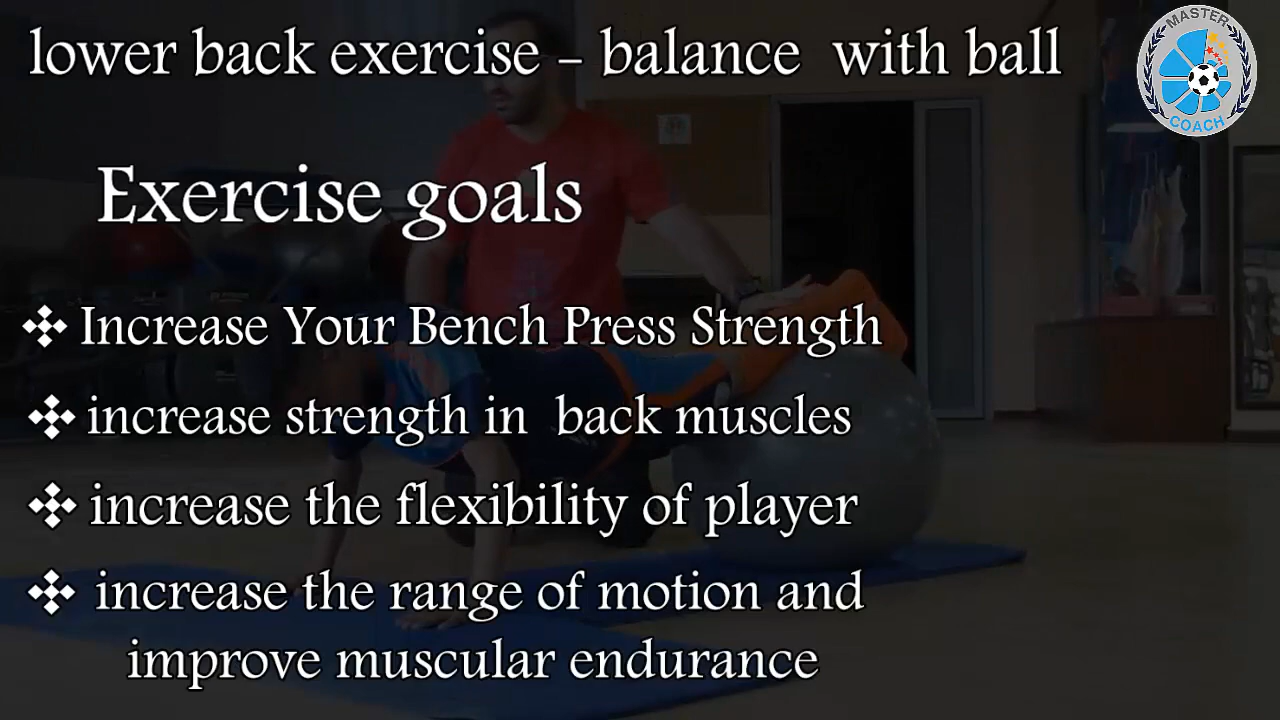 lower back exercise – balance with ball
MASTER
COACH
Exercise goals
Increase Your Bench Press Strength
increase strength in back muscles
increase the flexibility of player
increase the range of motion and
improve muscular endurance